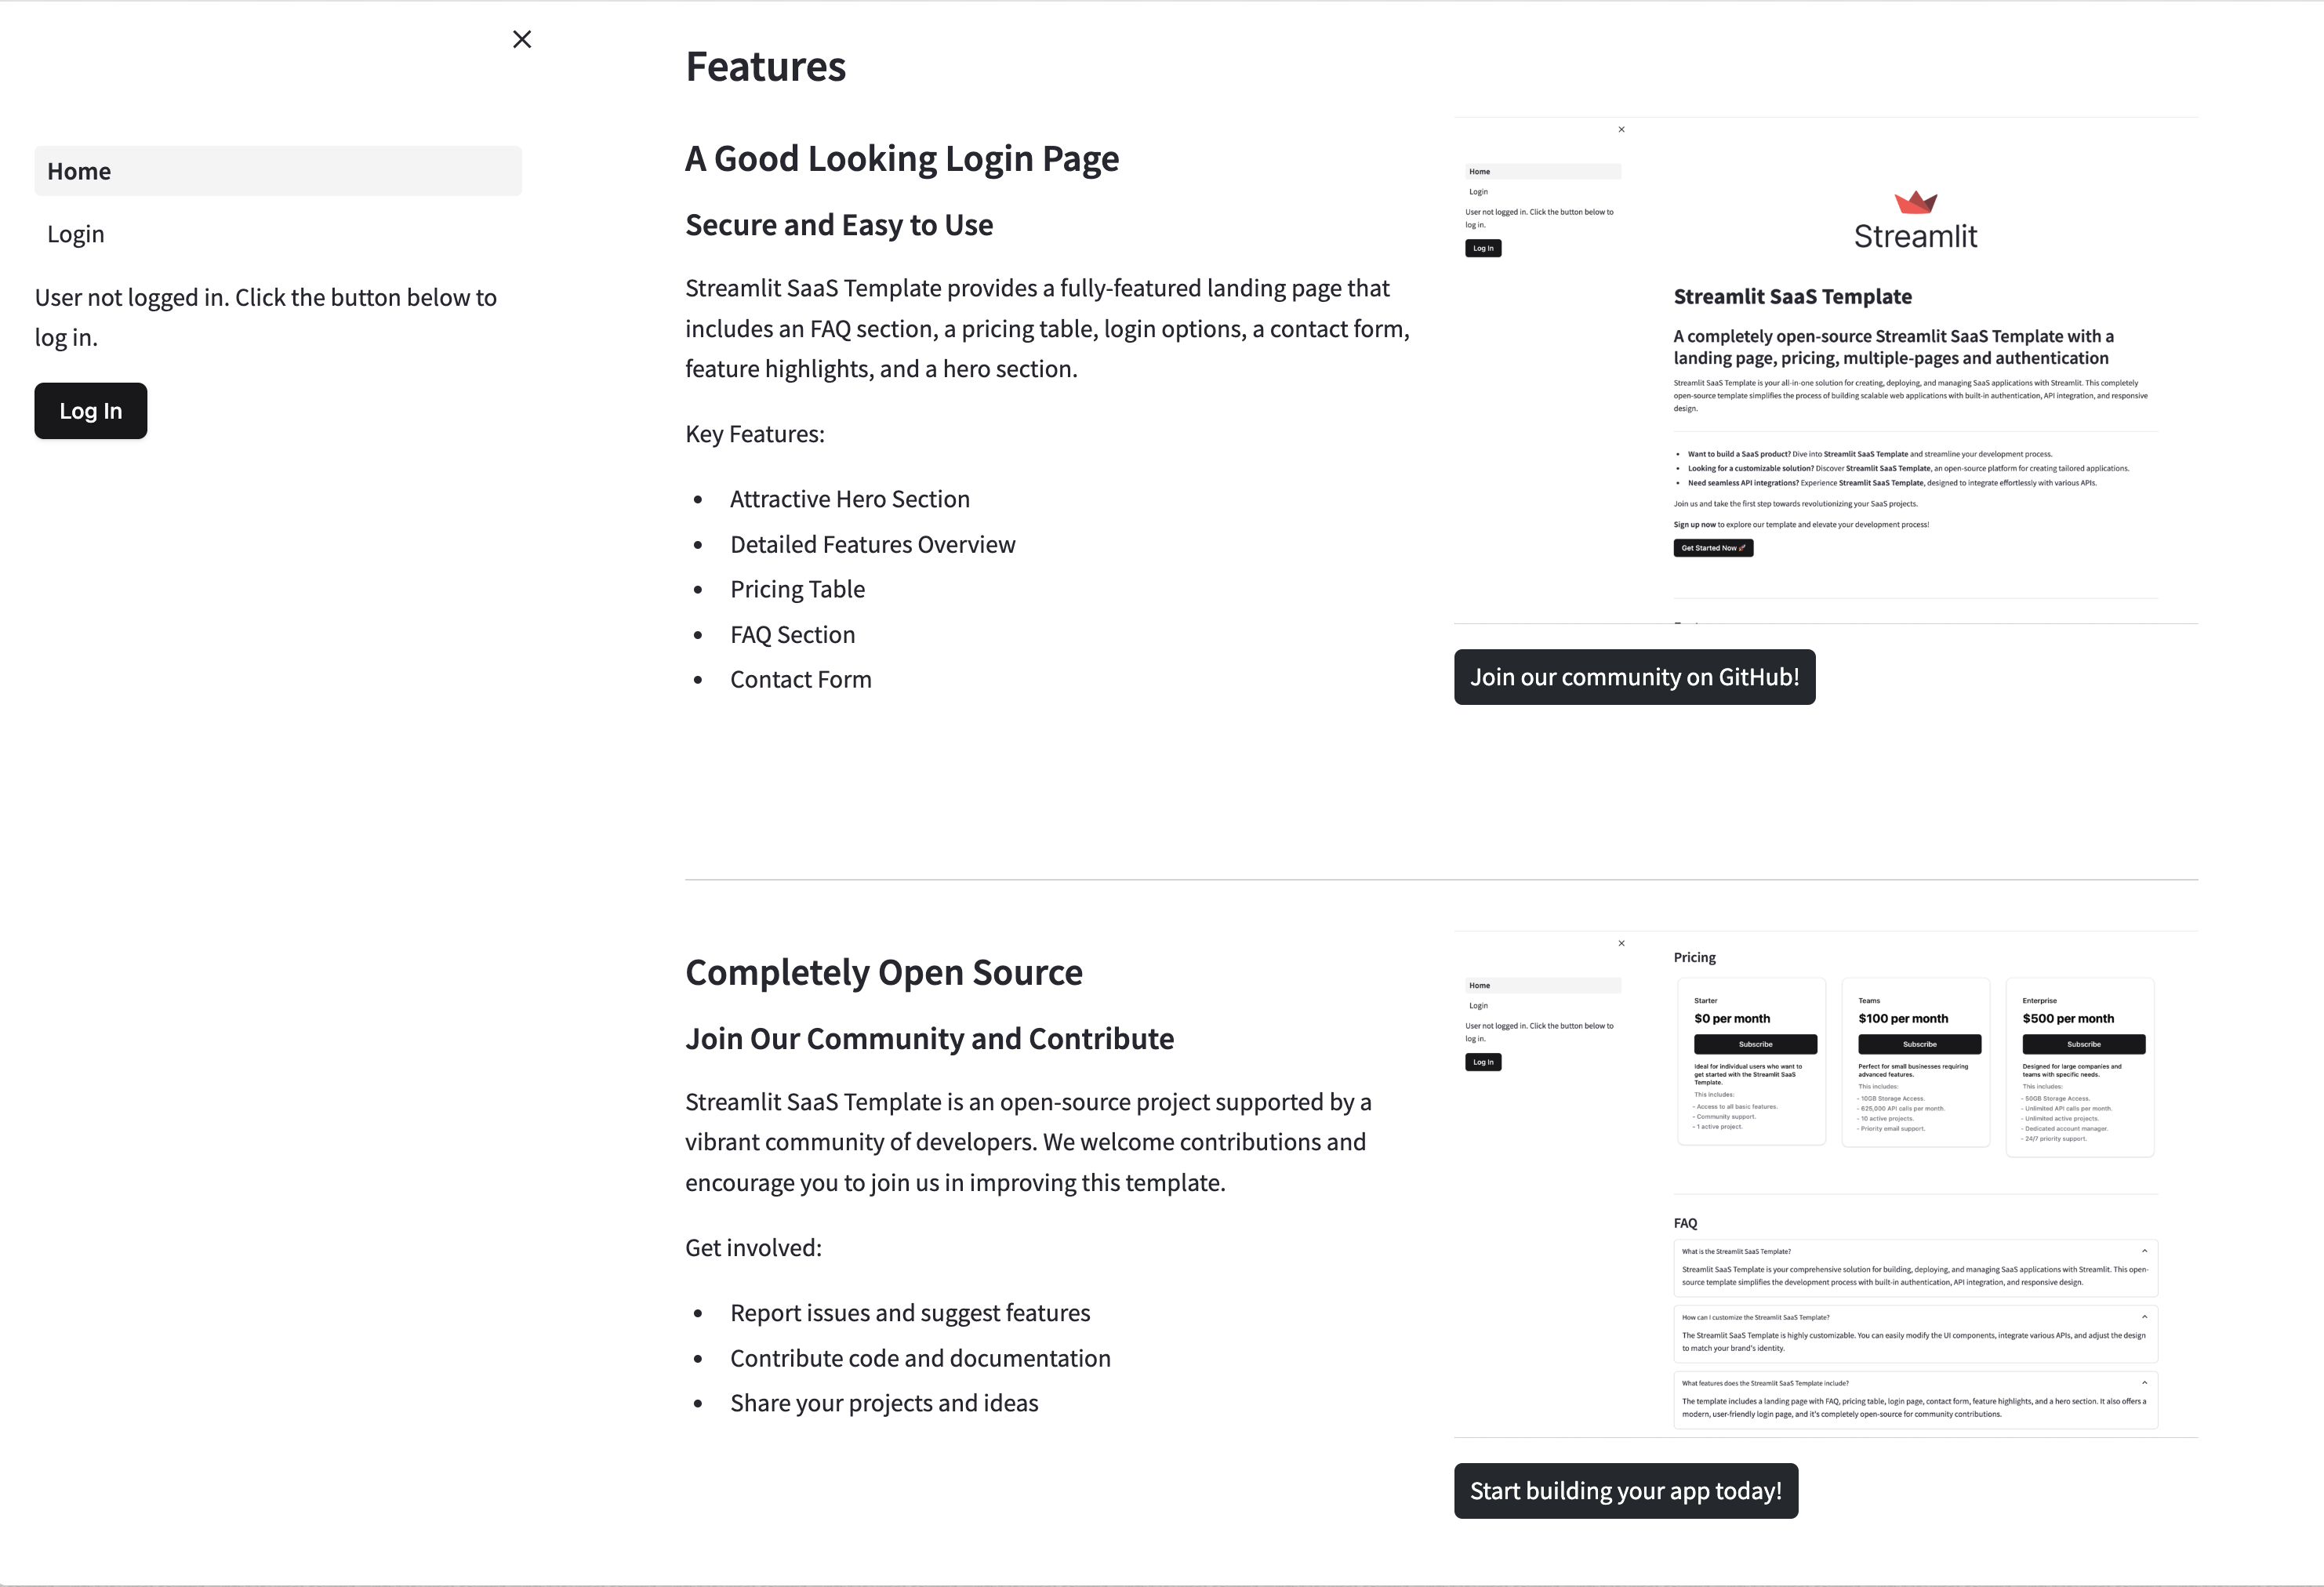 Home
Login
User not logged in. Click the button below to
log in.
Log In
Features
A Good Looking Login Page
Secure and Easy to Use
Streamlit SaaS Template provides a fully-featured landing page that
includes an FAQ section, a pricing table, login options, a contact form,
feature highlights, and a hero section.
Key Features:
• Attractive Hero Section
• Detailed Features Overview
• Pricing Table
• FAQ Section
• Contact Form
Home
Login
User not logged in. Click the button below to
log in.
Log In
Streamlit
Streamlit SaaS Template
A completely open-source Streamlit SaaS Template with a
landing page, pricing, multiple-pages and authentication
Streamlit SaaS Template is your all-in-one solution for creating, deploying, and managing SaaS applications with Streamlit. This completely
open-source template simplifies the process of building scalable web applications with built-in authentication, API integration, and responsive
design.
• Want to build a SaaS product? Dive into Streamlit SaaS Template and streamline your development process.
• Looking for a customizable solution? Discover Streamlit SaaS Template, an open-source platform for creating tailored applications.
• Need seamless API integrations? Experience Streamlit SaaS Template, designed to integrate effortlessly with various APIs.
Join us and take the first step towards revolutionizing your SaaS projects.
Sign up now to explore our template and elevate your development process!
Get Started Now 🚀
Join our community on GitHub!
Completely Open Source
Join Our Community and Contribute
Streamlit SaaS Template is an open-source project supported by a
vibrant community of developers. We welcome contributions and
encourage you to join us in improving this template.
Get involved:
• Report issues and suggest features
• Contribute code and documentation
• Share your projects and ideas
Home
Login
User not logged in. Click the button below to
log in.
Log In
Pricing
Starter
$0 per month
Subscribe
Ideal for individual users who want to
get started with the Streamlit SaaS
Template.
This includes:
- Access to all basic features.
- Community support.
- 1 active project.
Teams
$100 per month
Subscribe
Perfect for small businesses requiring
advanced features.
This includes:
- 10GB Storage Access.
- 625,000 API calls per month.
- 10 active projects.
- Priority email support.
Enterprise
$500 per month
Subscribe
Designed for large companies and
teams with specific needs.
This includes:
- 50GB Storage Access.
- Unlimited API calls per month.
- Unlimited active projects.
- Dedicated account manager.
- 24/7 priority support.
FAQ
What is the Streamlit SaaS Template?
Streamlit SaaS Template is your comprehensive solution for building, deploying, and managing SaaS applications with Streamlit. This open-
source template simplifies the development process with built-in authentication, API integration, and responsive design.
How can I customize the Streamlit SaaS Template?
The Streamlit SaaS Template is highly customizable. You can easily modify the UI components, integrate various APIs, and adjust the design
to match your brand's identity.
What features does the Streamlit SaaS Template include?
The template includes a landing page with FAQ, pricing table, login page, contact form, feature highlights, and a hero section. It also offers a
modern, user-friendly login page, and it's completely open-source for community contributions.
Start building your app today!